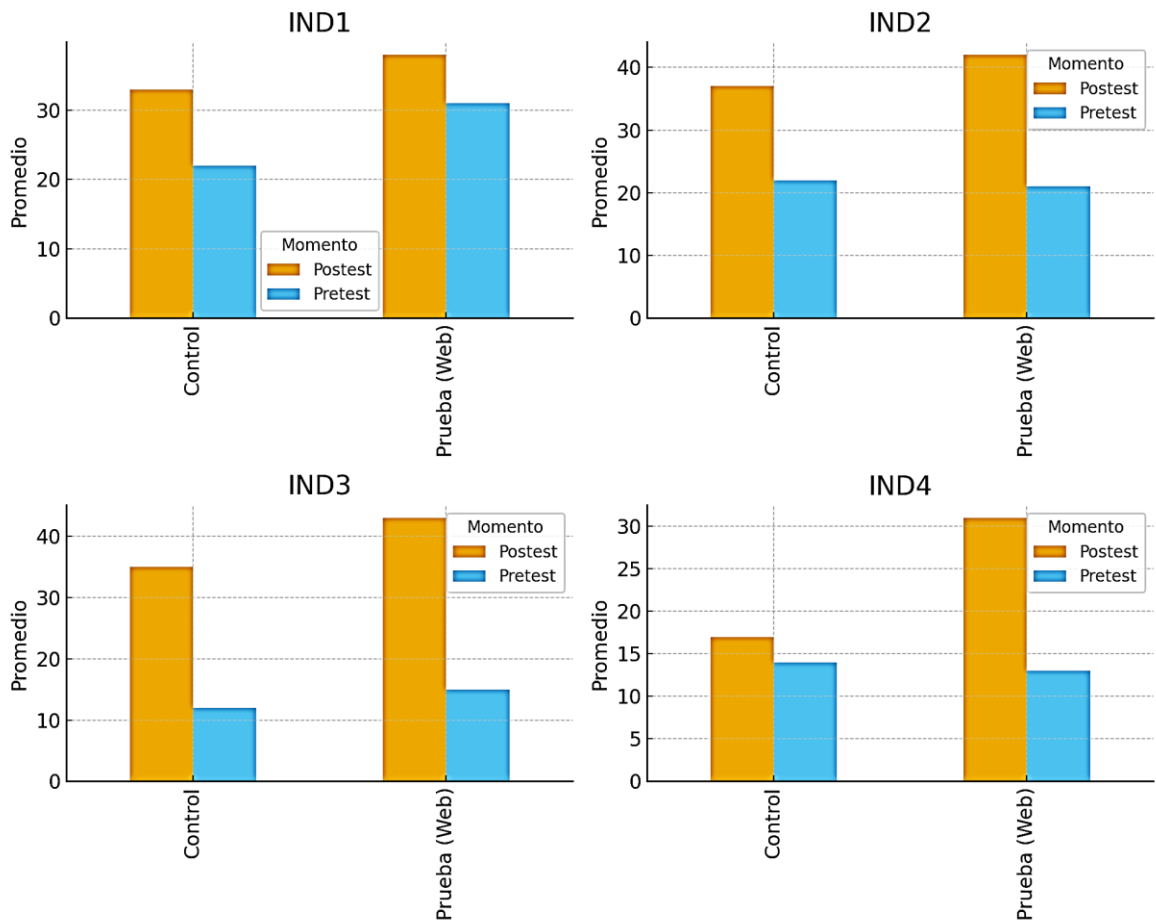 IND1
Promedio
30
20
10
0
Momento
Postest
Pretest
Control
Prueba (Web)
IND2
Promedio
40
30
20
10
0
Momento
Postest
Pretest
Control
Prueba (Web)
IND3
Promedio
40
30
20
10
0
Momento
Postest
Pretest
Control
Prueba (Web)
IND4
Promedio
30
25
20
15
10
5
0
Momento
Postest
Pretest
Control
Prueba (Web)